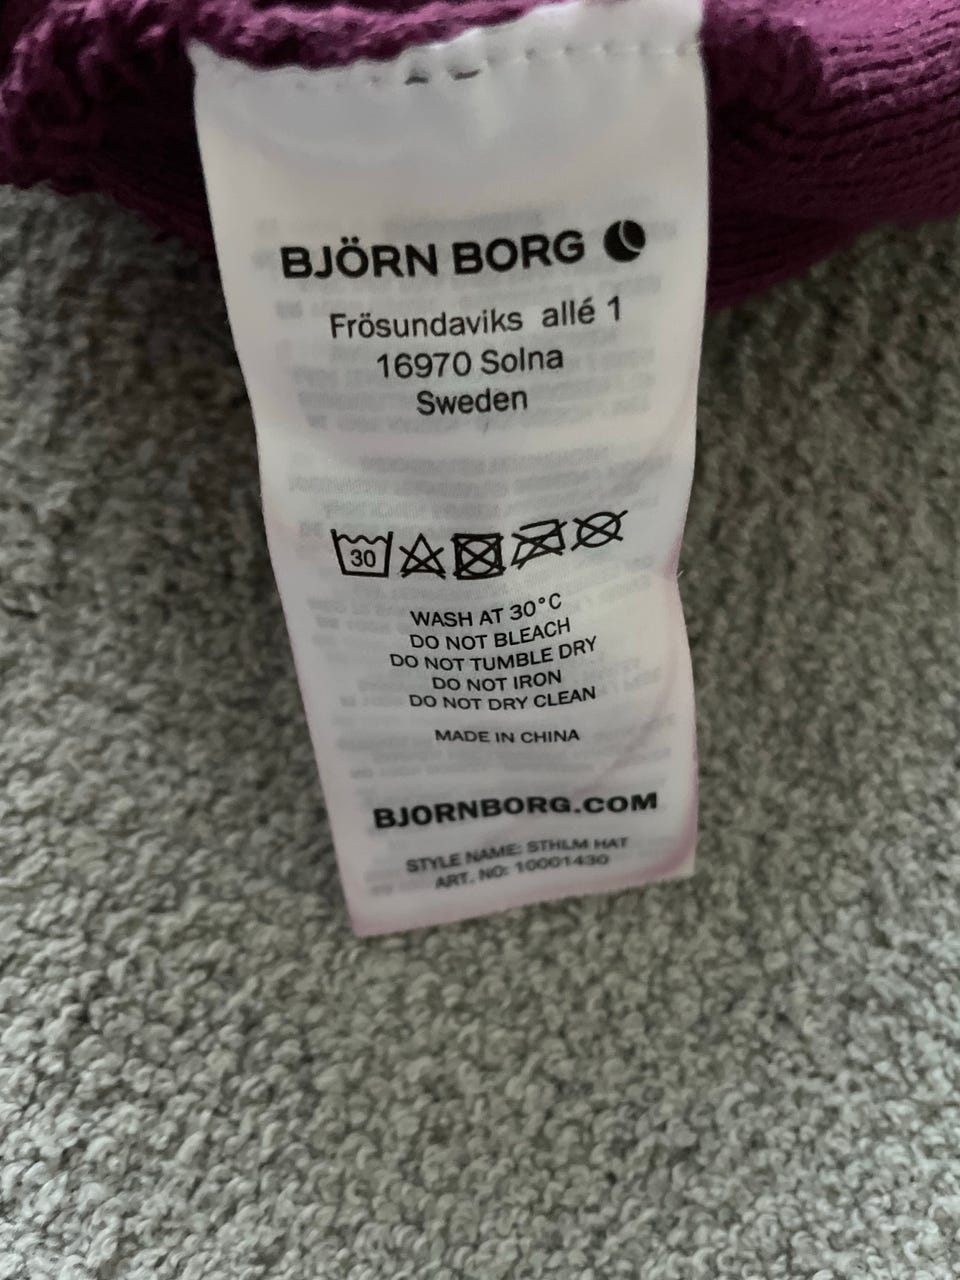 BJÖRN BORG
Frösundaviks allé 1
16970 Solna
Sweden
30
WASH AT 30°C
DO NOT BLEACH
DO NOT TUMBLE DRY
DO NOT IRON
DO NOT DRY CLEAN
MADE IN CHINA
BJORNBORG.COM
STYLE NAME: STHLM HAT
ART. NO: 10001430